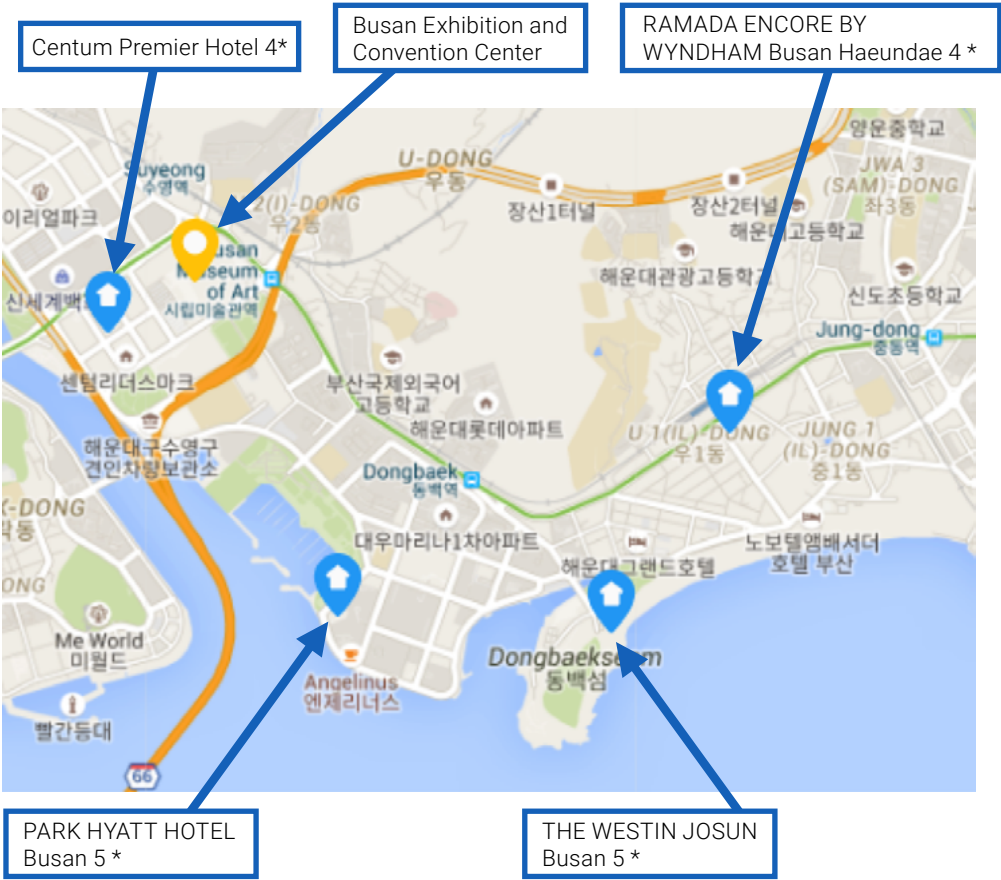 Centum Premier Hotel 4*
Busan Exhibition and
Convention Center
RAMADA ENCORE BY
WYNDHAM Busan Haeundae 4 *
영운중학교
U-DONG
우동
Suyeong
수영역
JWA 3
(SAM)-DONG
좌3동
이리얼파크
2(I)-DONG
우2동
장산1터널
장산2터널
해운대고등학교
Busan
Museum
of Art
시립미술관역
해운대관광고등학교
신도초등학교
신세계백
Jung-dong
중동역
센텀리더스마크
부산국제외국어
고등학교
해운대롯데아파트
U 1(IL)-DONG
우1동
JUNG 1
(IL)-DONG
중1동
해운대구수영구
견인차량보관소
Dongbaek
동백역
K-DONG
락동
대우마리나1차아파트
해운대그랜드호텔
노보텔앰배서더
호텔 부산
ONG
Me World
미월드
Dongbaekseom
동백섬
Angelinus
엔제리너스
빨간등대
66
PARK HYATT HOTEL
Busan 5 *
THE WESTIN JOSUN
Busan 5 *